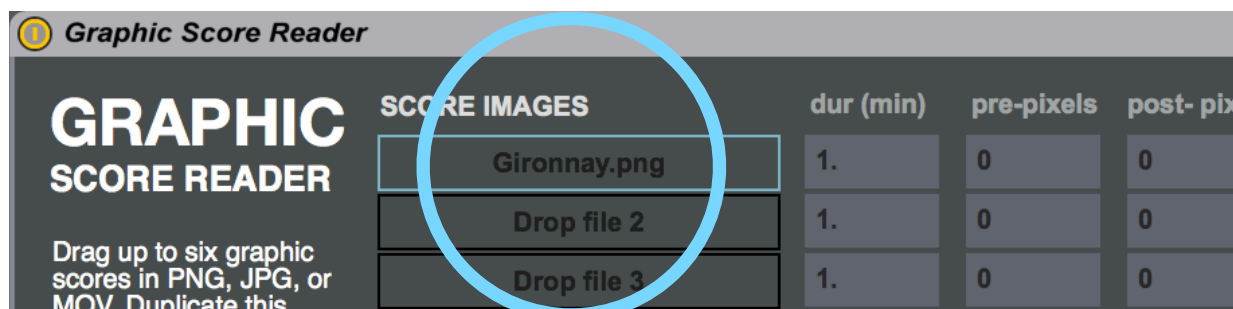 Graphic Score Reader
GRAPHIC
SCORE READER
Drag up to six graphic
scores in PNG, JPG, or
MOV. Duplicate this
SCORE IMAGES dur (min) pre-pixels post- pix
Gironnay.png 1. 0 0
Drop file 2 1. 0 0
Drop file 3 1. 0 0